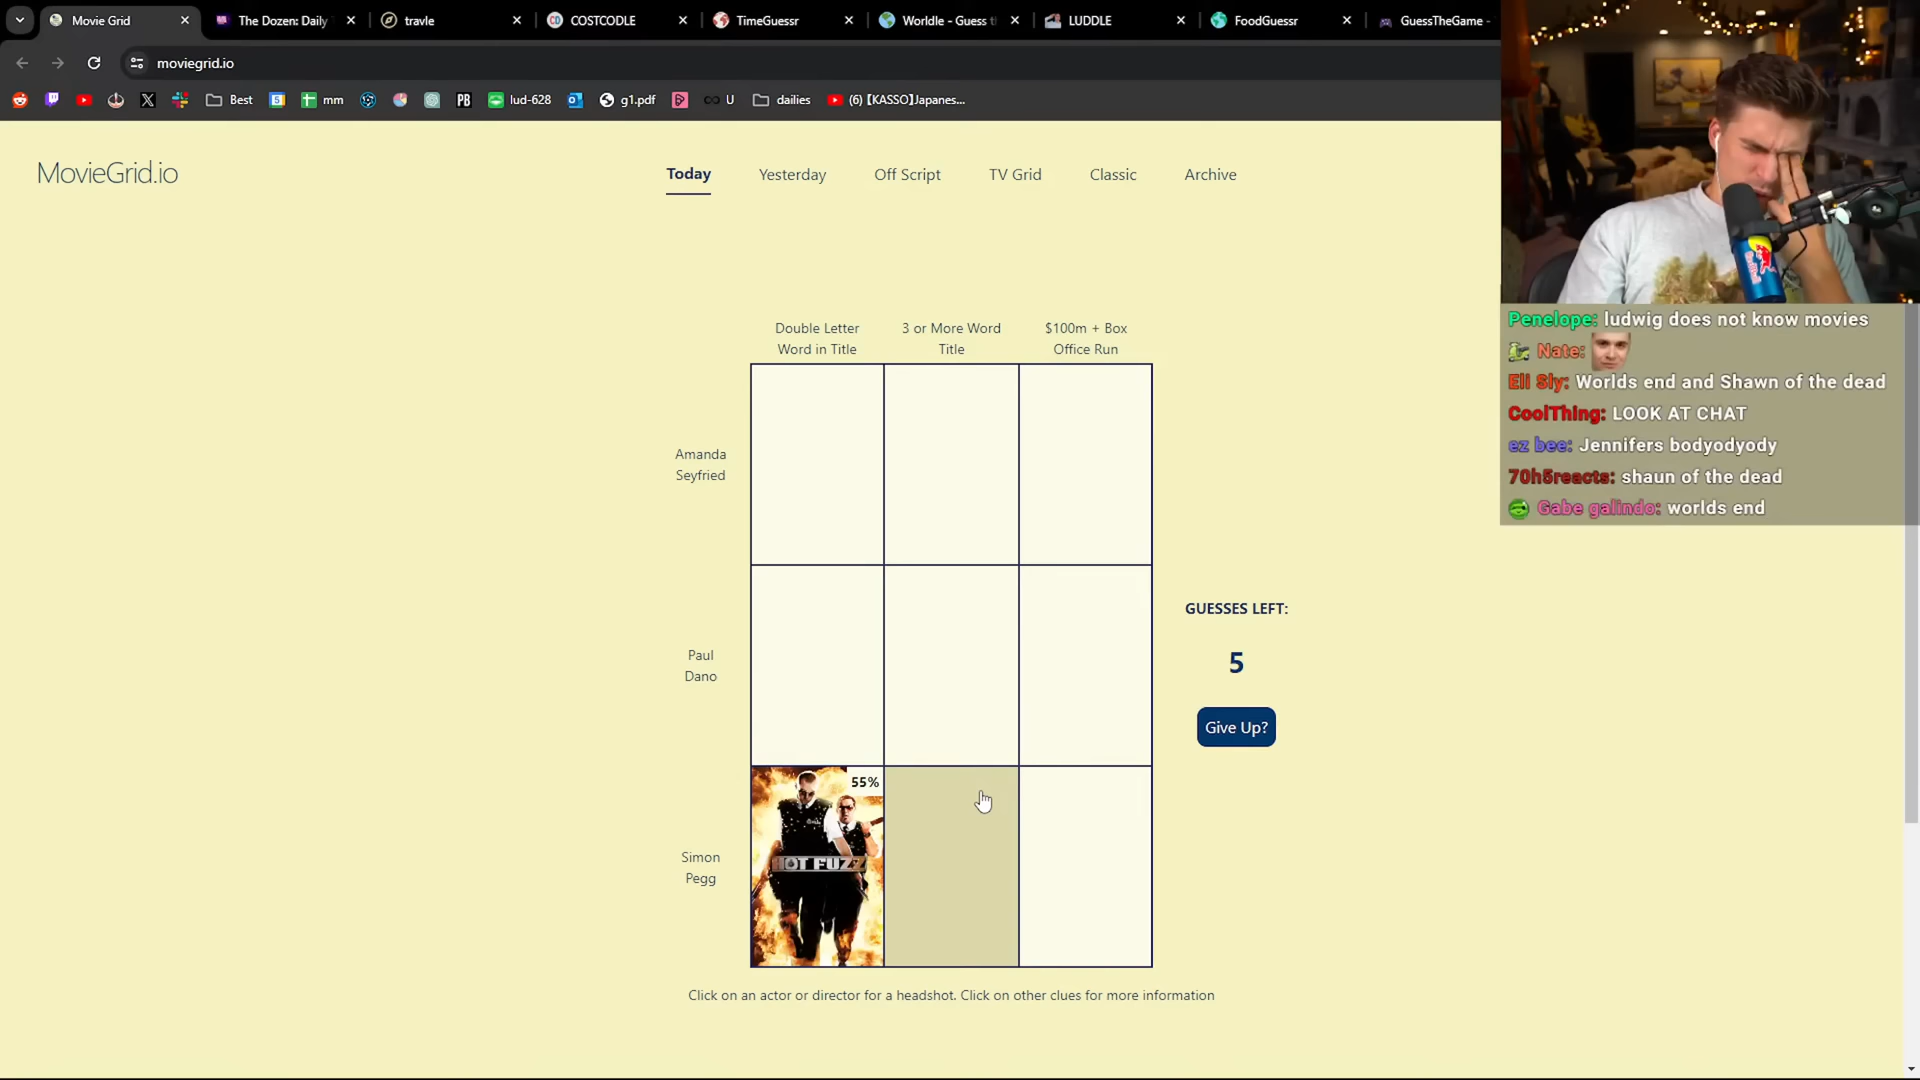 Movie Grid
The Dozen: Daily
travle
COSTCODLE
TimeGuessr
Worldle - Guess t
LUDDLE
FoodGuessr
GuessTheGame -
moviegrid.io
Best
mm
PB
lud-628
g1.pdf
U
dailies
(6) 【KASSO】Japanes...
MovieGrid.io
Today
Yesterday
Off Script
TV Grid
Classic
Archive
Penelope: ludwig does not know movies
Nate:
Eli Sly: Worlds end and Shawn of the dead
CoolThing: LOOK AT CHAT
ez bee: Jennifers bodyodyody
70h5reacts: shaun of the dead
Gabe galindo: worlds end
Double Letter
Word in Title
3 or More Word
Title
$100m + Box
Office Run
Amanda
Seyfried
Paul
Dano
GUESSES LEFT:
5
Give Up?
Simon
Pegg
55%
HOT FUZZ
Click on an actor or director for a headshot. Click on other clues for more information